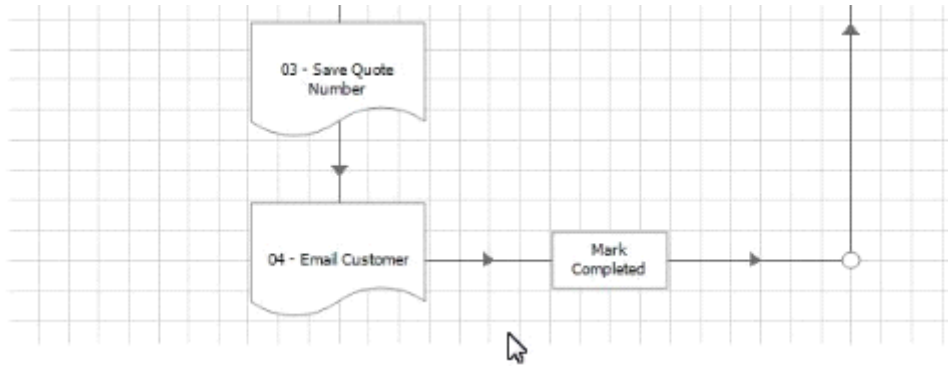 03 - Save Quote
Number
04 - Email Customer
Mark
Completed